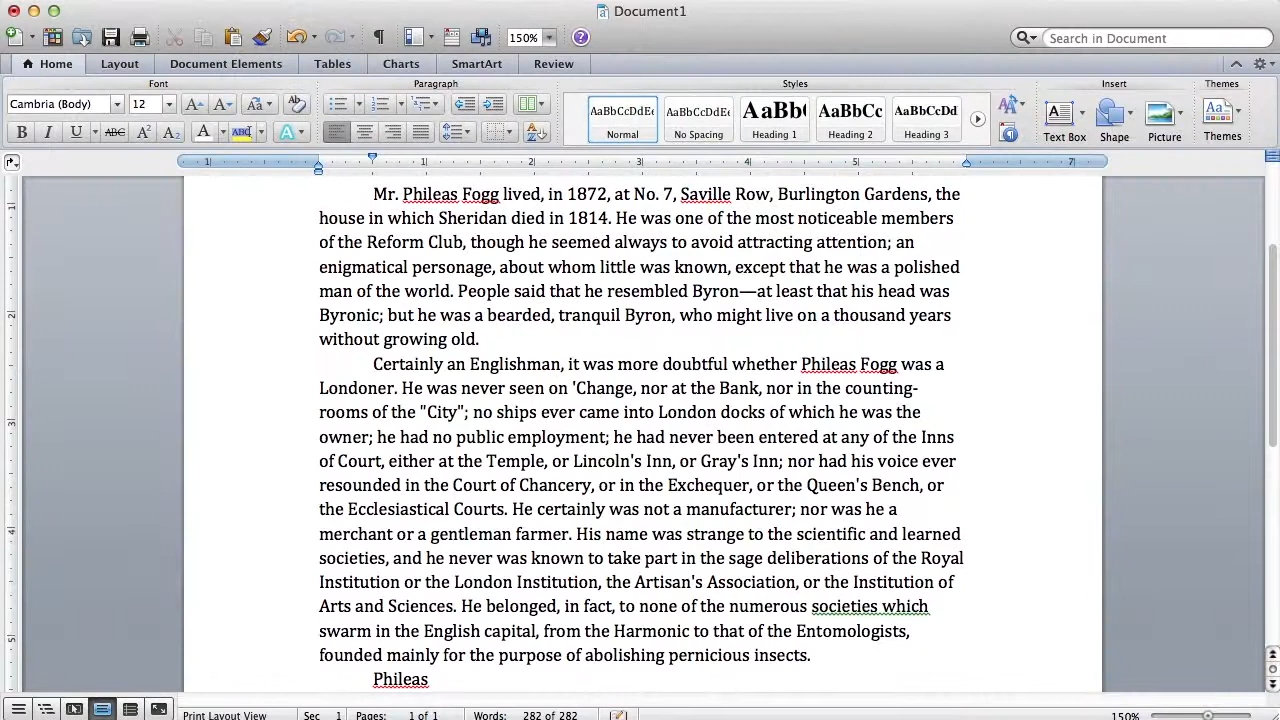 Document1
150%
Search in Document
Home Layout Document Elements Tables Charts SmartArt Review
Font Paragraph Styles Insert Themes
Cambria (Body) 12 Aa
AaBbCcDdEe AaBbCcDdEe AaBb( AaBbCc AaBbCcDd
Normal No Spacing Heading 1 Heading 2 Heading 3
Text Box Shape Picture Themes
B I U ABC A² A₂ A ABC A
1 1 2 3 4 5 7
Mr. Phileas Fogg lived, in 1872, at No. 7, Saville Row, Burlington Gardens, the
house in which Sheridan died in 1814. He was one of the most noticeable members
of the Reform Club, though he seemed always to avoid attracting attention; an
enigmatical personage, about whom little was known, except that he was a polished
man of the world. People said that he resembled Byron—at least that his head was
Byronic; but he was a bearded, tranquil Byron, who might live on a thousand years
without growing old.
Certainly an Englishman, it was more doubtful whether Phileas Fogg was a
Londoner. He was never seen on 'Change, nor at the Bank, nor in the counting-
rooms of the "City"; no ships ever came into London docks of which he was the
owner; he had no public employment; he had never been entered at any of the Inns
of Court, either at the Temple, or Lincoln's Inn, or Gray's Inn; nor had his voice ever
resounded in the Court of Chancery, or in the Exchequer, or the Queen's Bench, or
the Ecclesiastical Courts. He certainly was not a manufacturer; nor was he a
merchant or a gentleman farmer. His name was strange to the scientific and learned
societies, and he never was known to take part in the sage deliberations of the Royal
Institution or the London Institution, the Artisan's Association, or the Institution of
Arts and Sciences. He belonged, in fact, to none of the numerous societies which
swarm in the English capital, from the Harmonic to that of the Entomologists,
founded mainly for the purpose of abolishing pernicious insects.
Phileas
Print Layout View Sec 1 Pages: 1 of 1 Words: 282 of 282 150%